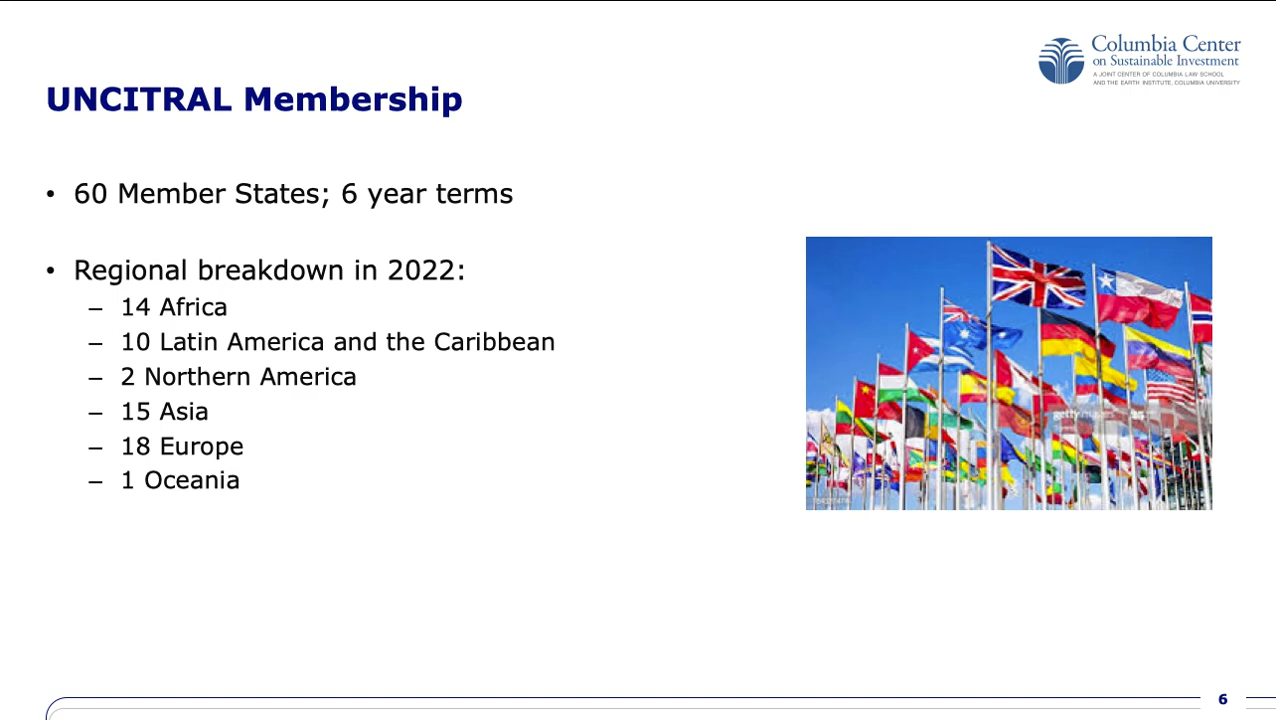 Columbia Center
on Sustainable Investment
A JOINT CENTER OF COLUMBIA LAW SCHOOL
AND THE EARTH INSTITUTE, COLUMBIA UNIVERSITY
UNCITRAL Membership
• 60 Member States; 6 year terms
• Regional breakdown in 2022:
– 14 Africa
– 10 Latin America and the Caribbean
– 2 Northern America
– 15 Asia
– 18 Europe
– 1 Oceania
gettyimages
6